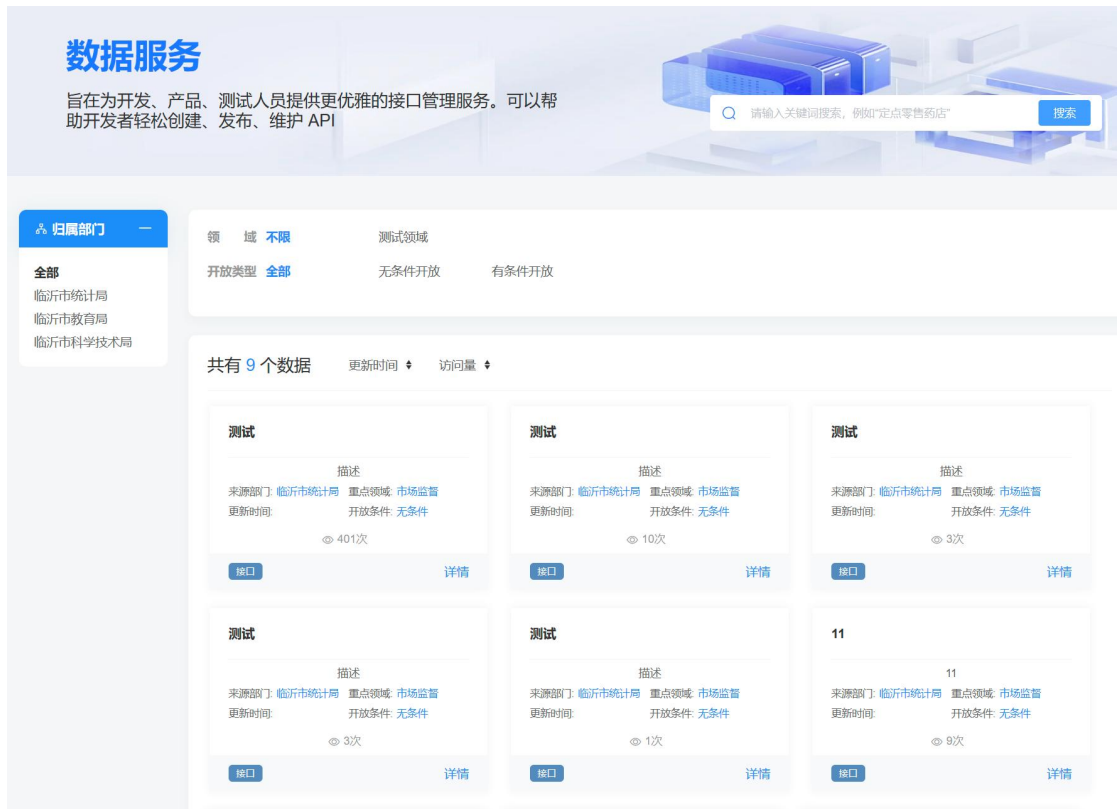 数据服务
旨在为开发、产品、测试人员提供更优雅的接口管理服务。可以帮
助开发者轻松创建、发布、维护 API
请输入关键词搜索，例如“定点零售药店”
搜索
归属部门
全部
临沂市统计局
临沂市教育局
临沂市科学技术局
领 域 不限 测试领域
开放类型 全部 无条件开放 有条件开放
共有 9 个数据 更新时间 访问量
测试
描述
来源部门: 临沂市统计局 重点领域: 市场监督
更新时间: 开放条件: 无条件
401次
接口 详情
测试
描述
来源部门: 临沂市统计局 重点领域: 市场监督
更新时间: 开放条件: 无条件
10次
接口 详情
测试
描述
来源部门: 临沂市统计局 重点领域: 市场监督
更新时间: 开放条件: 无条件
3次
接口 详情
测试
描述
来源部门: 临沂市统计局 重点领域: 市场监督
更新时间: 开放条件: 无条件
3次
接口 详情
测试
描述
来源部门: 临沂市统计局 重点领域: 市场监督
更新时间: 开放条件: 无条件
1次
接口 详情
11
11
来源部门: 临沂市统计局 重点领域: 市场监督
更新时间: 开放条件: 无条件
9次
接口 详情